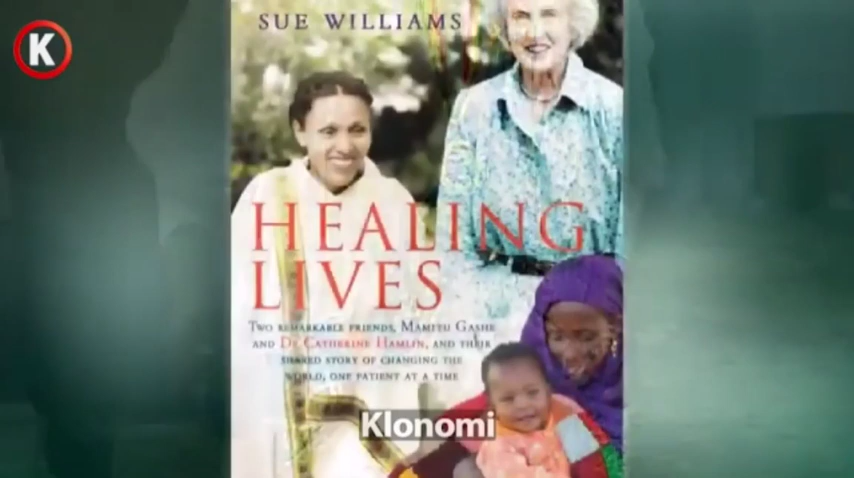 K
SUE WILLIAMS
HEALING
LIVES
TWO REMARKABLE FRIENDS, MAMITU GASHE
AND DR CATHERINE HAMLIN, AND THEIR
SHARED STORY OF CHANGING THE
WORLD, ONE PATIENT AT A TIME
Klonomi